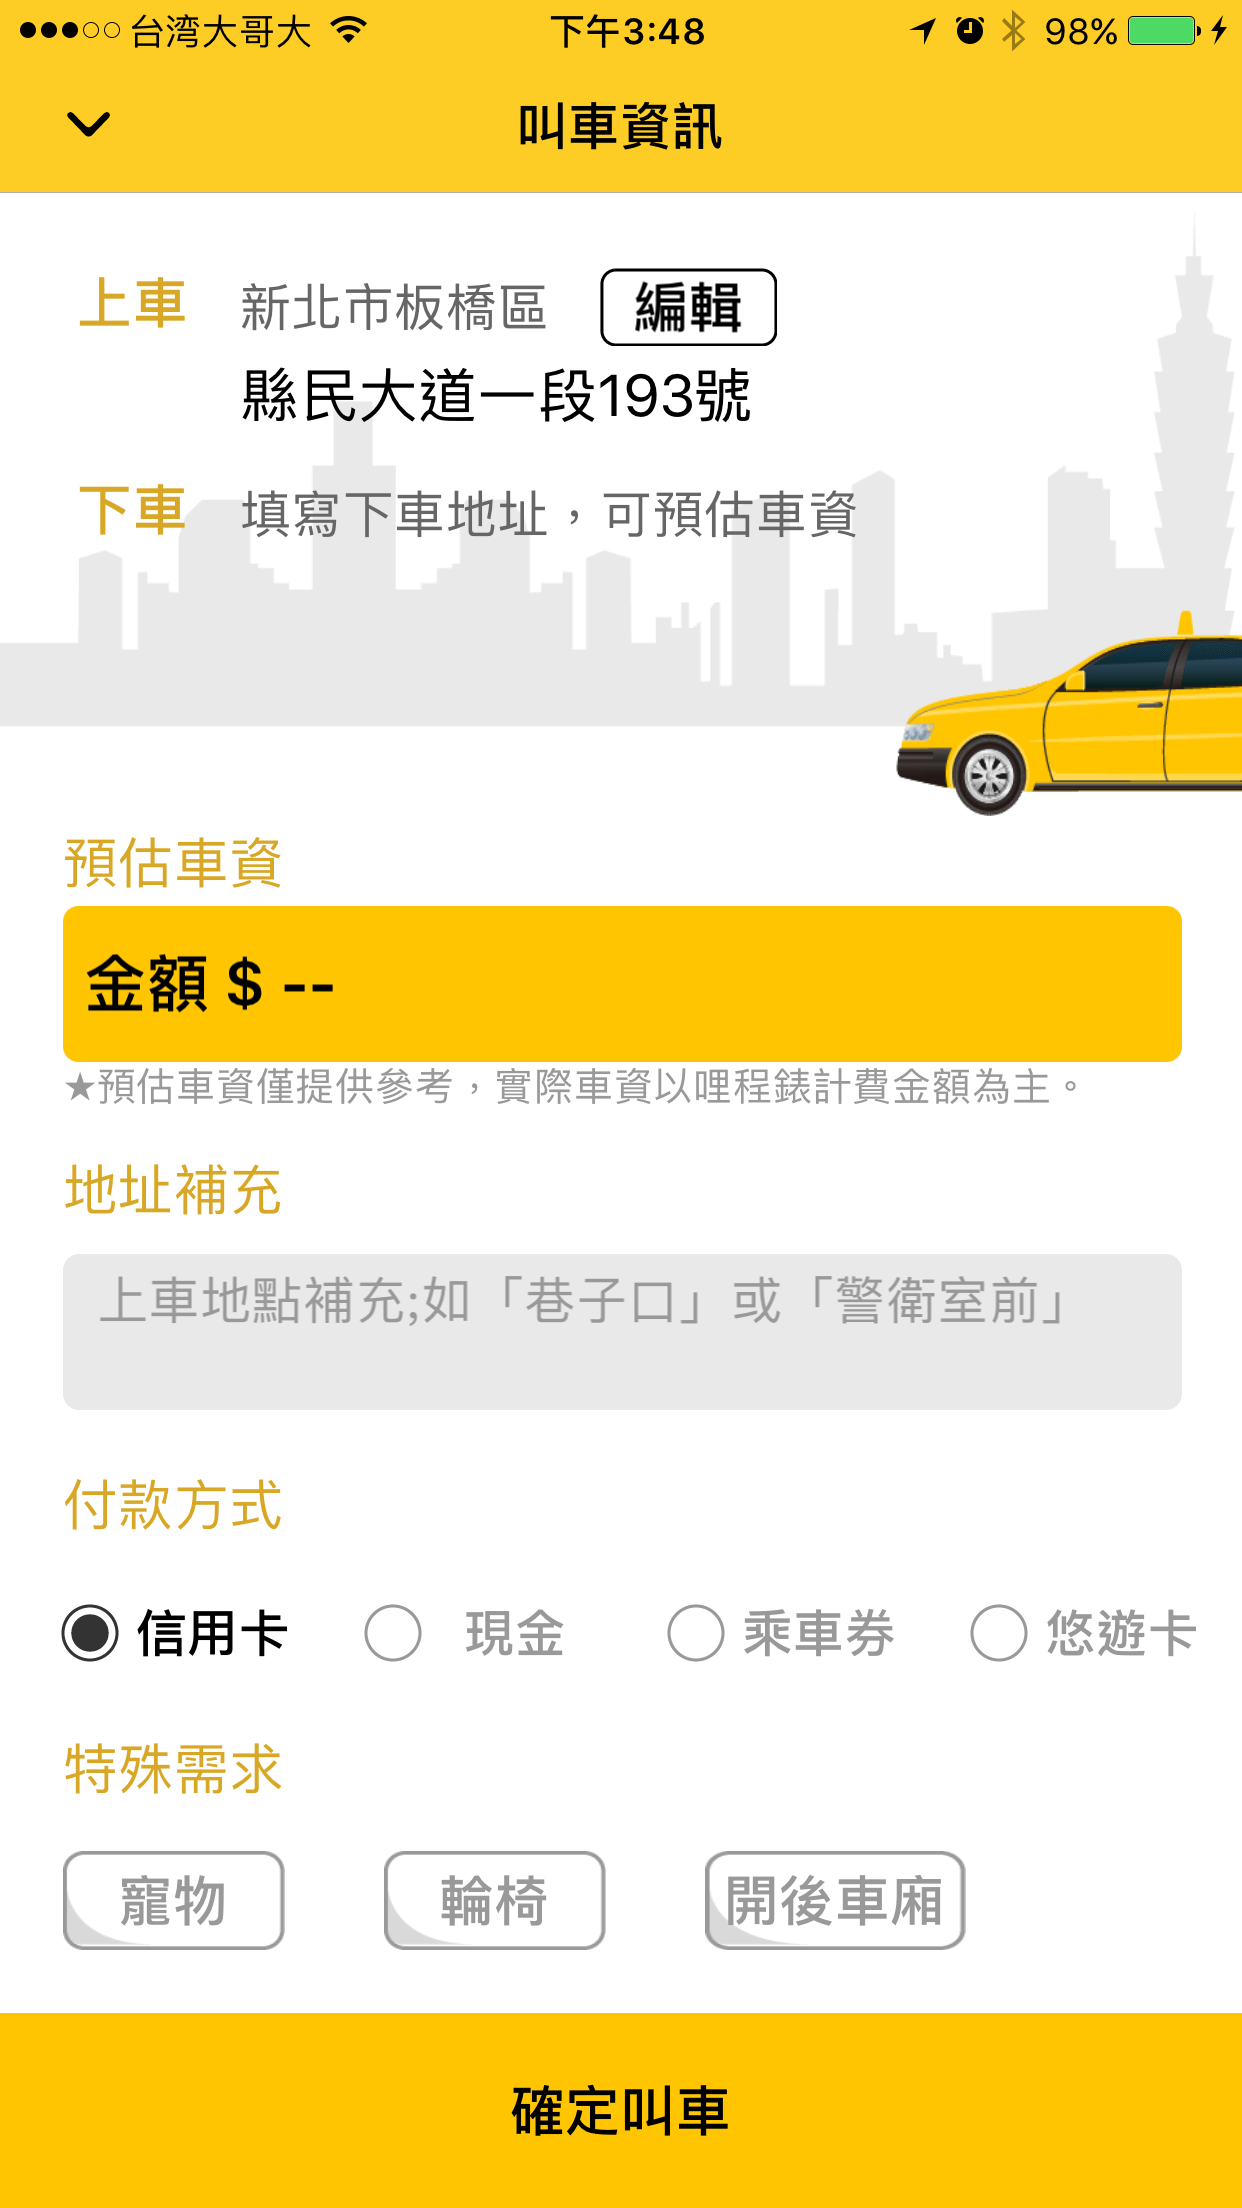 台湾大哥大 下午3:48 98%
叫車資訊
上車 新北市板橋區 編輯
縣民大道一段193號
下車 填寫下車地址，可預估車資
預估車資
金額 $ --
★預估車資僅提供參考，實際車資以哩程錶計費金額為主。
地址補充
上車地點補充;如「巷子口」或「警衛室前」
付款方式
信用卡 現金 乘車券 悠遊卡
特殊需求
寵物 輪椅 開後車廂
確定叫車